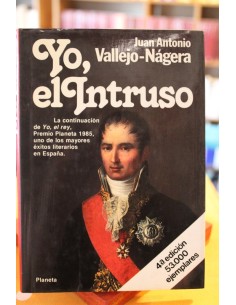 Juan Antonio
Vallejo-Nágera
Yo,
el Intruso
La continuación
de Yo, el rey,
Premio Planeta 1985,
uno de los mayores
éxitos literarios
en España.
4ª edición
53.000
ejemplares
Planeta